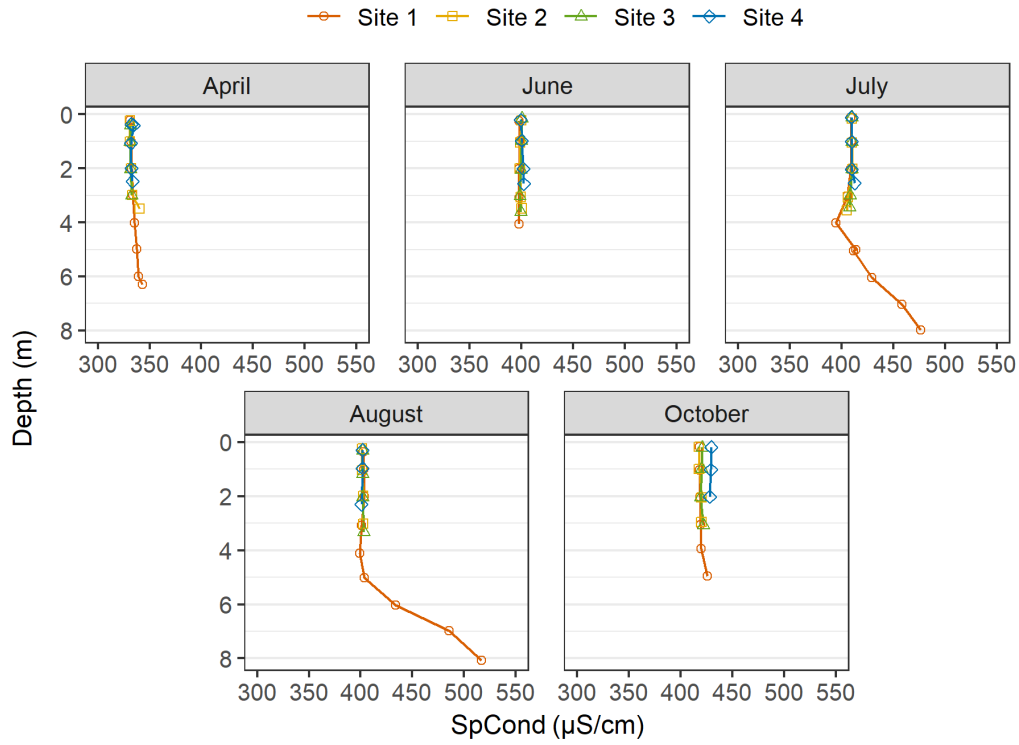 Site 1 Site 2 Site 3 Site 4
April June July
0
2
4
6
8
300 350 400 450 500 550 300 350 400 450 500 550 300 350 400 450 500 550
Depth (m)
August October
0
2
4
6
8
300 350 400 450 500 550 300 350 400 450 500 550
SpCond (µS/cm)